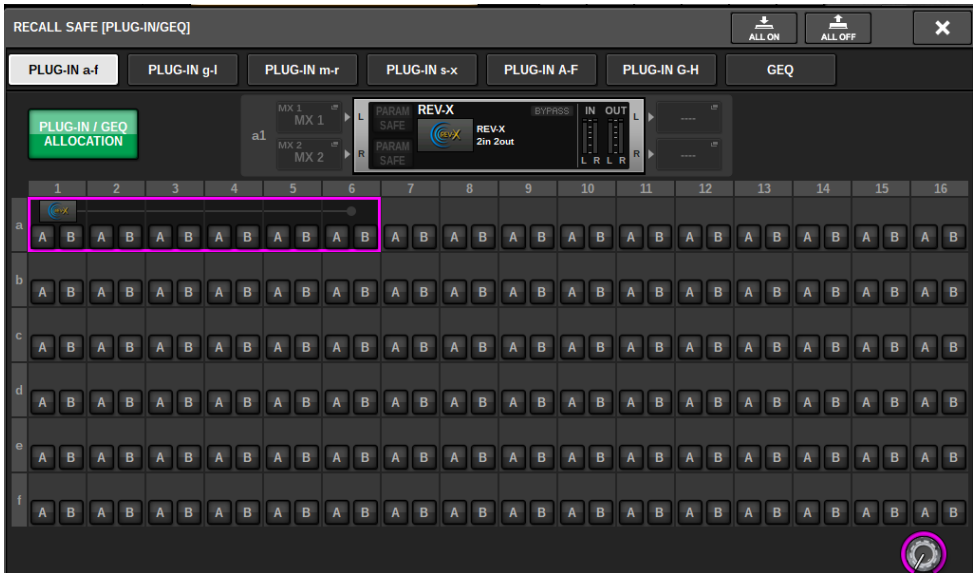 RECALL SAFE [PLUG-IN/GEQ]
ALL ON
ALL OFF
PLUG-IN a-f
PLUG-IN g-l
PLUG-IN m-r
PLUG-IN s-x
PLUG-IN A-F
PLUG-IN G-H
GEQ
PLUG-IN / GEQ
ALLOCATION
a1
MX 1
MX 1
MX 2
MX 2
L
R
PARAM
SAFE
PARAM
SAFE
REV-X
BYPASS
REV-X
REV-X
2in 2out
IN OUT
L R L R
L
R
----
----
1 2 3 4 5 6 7 8 9 10 11 12 13 14 15 16
REV-X
a A B A B A B A B A B A B A B A B A B A B A B A B A B A B A B A B
b A B A B A B A B A B A B A B A B A B A B A B A B A B A B A B A B
c A B A B A B A B A B A B A B A B A B A B A B A B A B A B A B A B
d A B A B A B A B A B A B A B A B A B A B A B A B A B A B A B A B
e A B A B A B A B A B A B A B A B A B A B A B A B A B A B A B A B
f A B A B A B A B A B A B A B A B A B A B A B A B A B A B A B A B